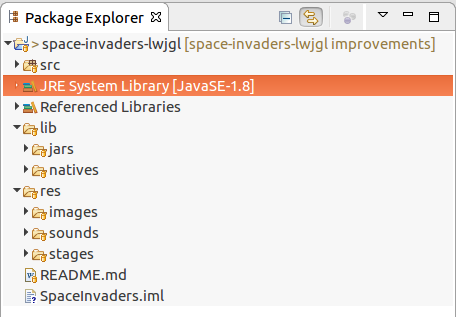 Package Explorer
> space-invaders-lwjgl [space-invaders-lwjgl improvements]
src
JRE System Library [JavaSE-1.8]
Referenced Libraries
lib
jars
natives
res
images
sounds
stages
README.md
SpaceInvaders.iml